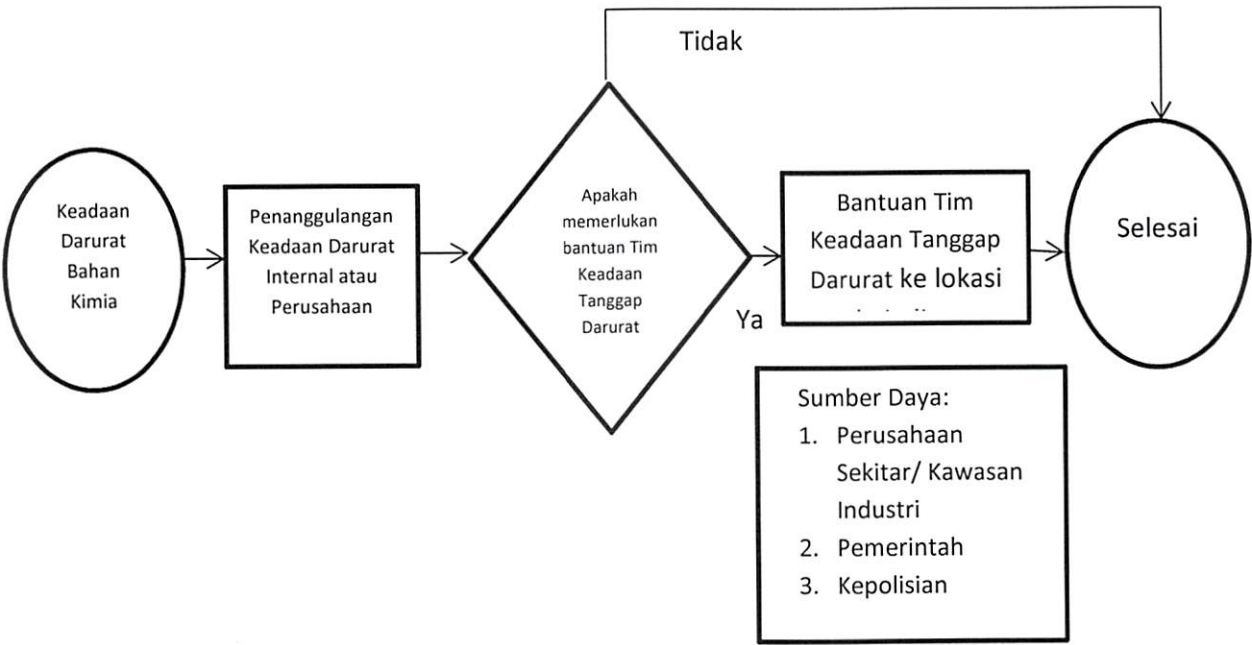 Tidak
Keadaan
Darurat
Bahan
Kimia
Penanggulangan
Keadaan Darurat
Internal atau
Perusahaan
Apakah
memerlukan
bantuan Tim
Keadaan
Tanggap
Darurat
Ya
Bantuan Tim
Keadaan Tanggap
Darurat ke lokasi
Selesai
Sumber Daya:
1. Perusahaan
Sekitar/ Kawasan
Industri
2. Pemerintah
3. Kepolisian